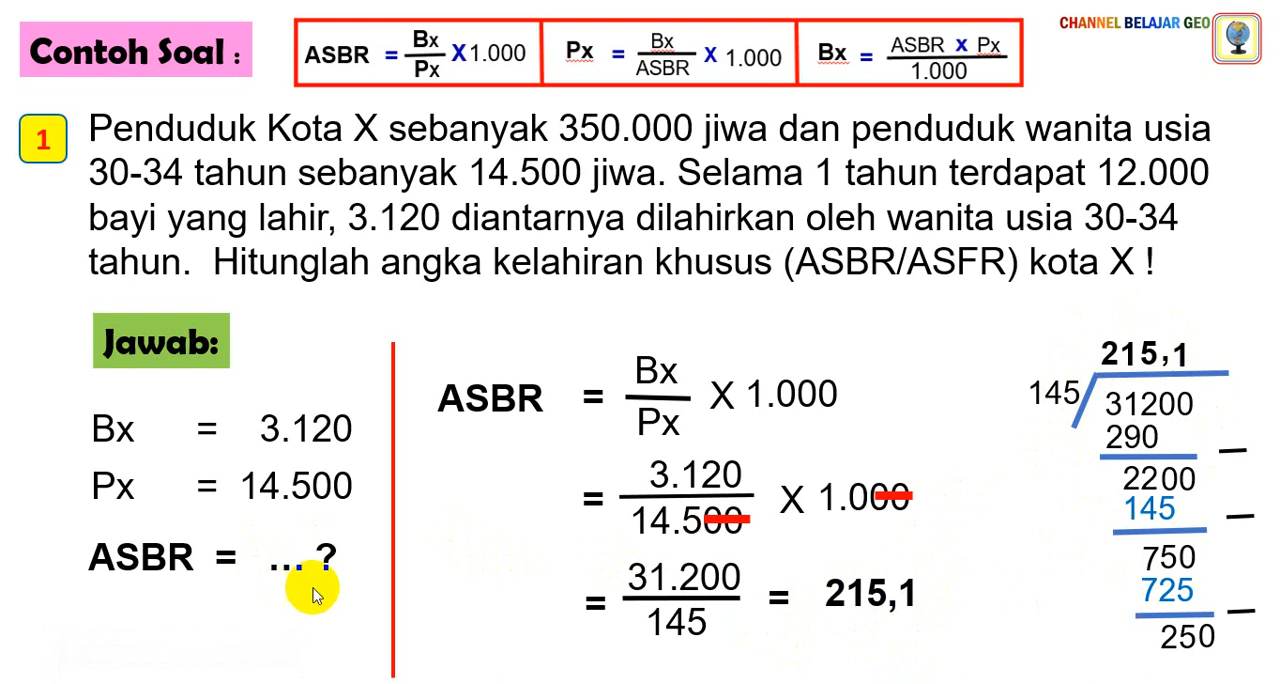 Contoh Soal :
ASBR = Bx / Px X 1.000
Px = Bx / ASBR X 1.000
Bx = ASBR x Px / 1.000
CHANNEL BELAJAR GEO
1
Penduduk Kota X sebanyak 350.000 jiwa dan penduduk wanita usia
30-34 tahun sebanyak 14.500 jiwa. Selama 1 tahun terdapat 12.000
bayi yang lahir, 3.120 diantarnya dilahirkan oleh wanita usia 30-34
tahun. Hitunglah angka kelahiran khusus (ASBR/ASFR) kota X !
Jawab:
Bx = 3.120
Px = 14.500
ASBR = ... ?
ASBR = Bx / Px X 1.000
= 3.120 / 14.500 X 1.000
= 31.200 / 145 = 215,1
215,1
145 / 31200
290 –
2200
145 –
750
725 –
250